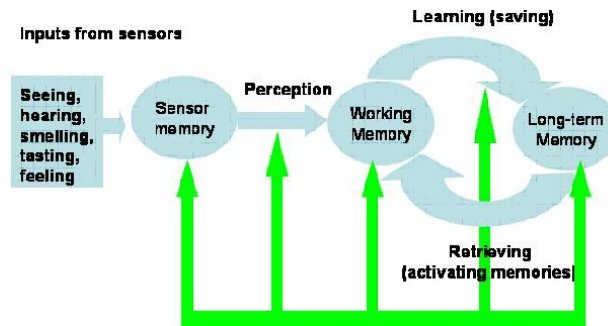 Learning (saving)
Inputs from sensors
Seeing,
hearing,
smelling,
tasting,
feeling
Sensor
memory
Perception
Working
Memory
Long-term
Memory
Retrieving
(activating memories)